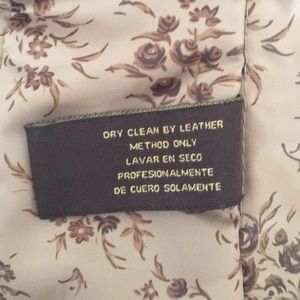 DRY CLEAN BY LEATHER
METHOD ONLY
LAVAR EN SECO
PROFESIONALMENTE
DE CUERO SOLAMENTE